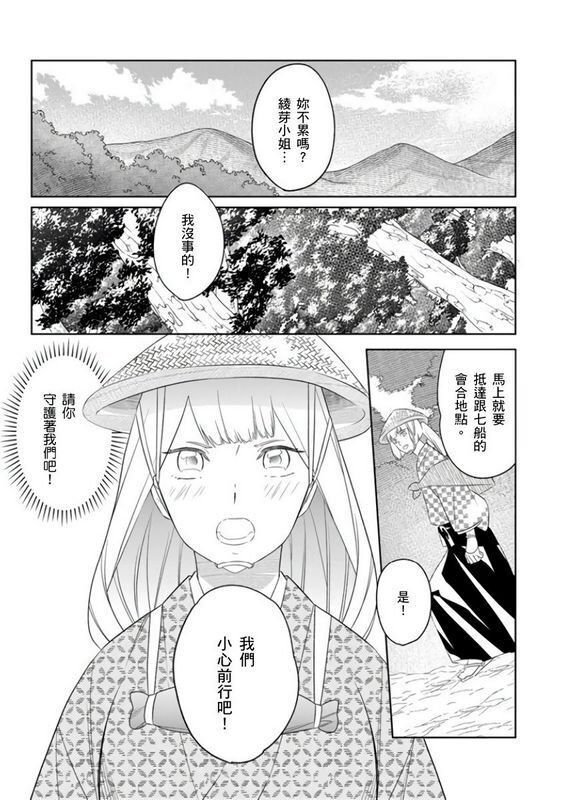 妳不累嗎？
綾芽小姐…
我沒事的！
馬上就要
抵達跟七船的
會合地點。
是！
請你
守護著我們吧！
我們
小心前行吧！